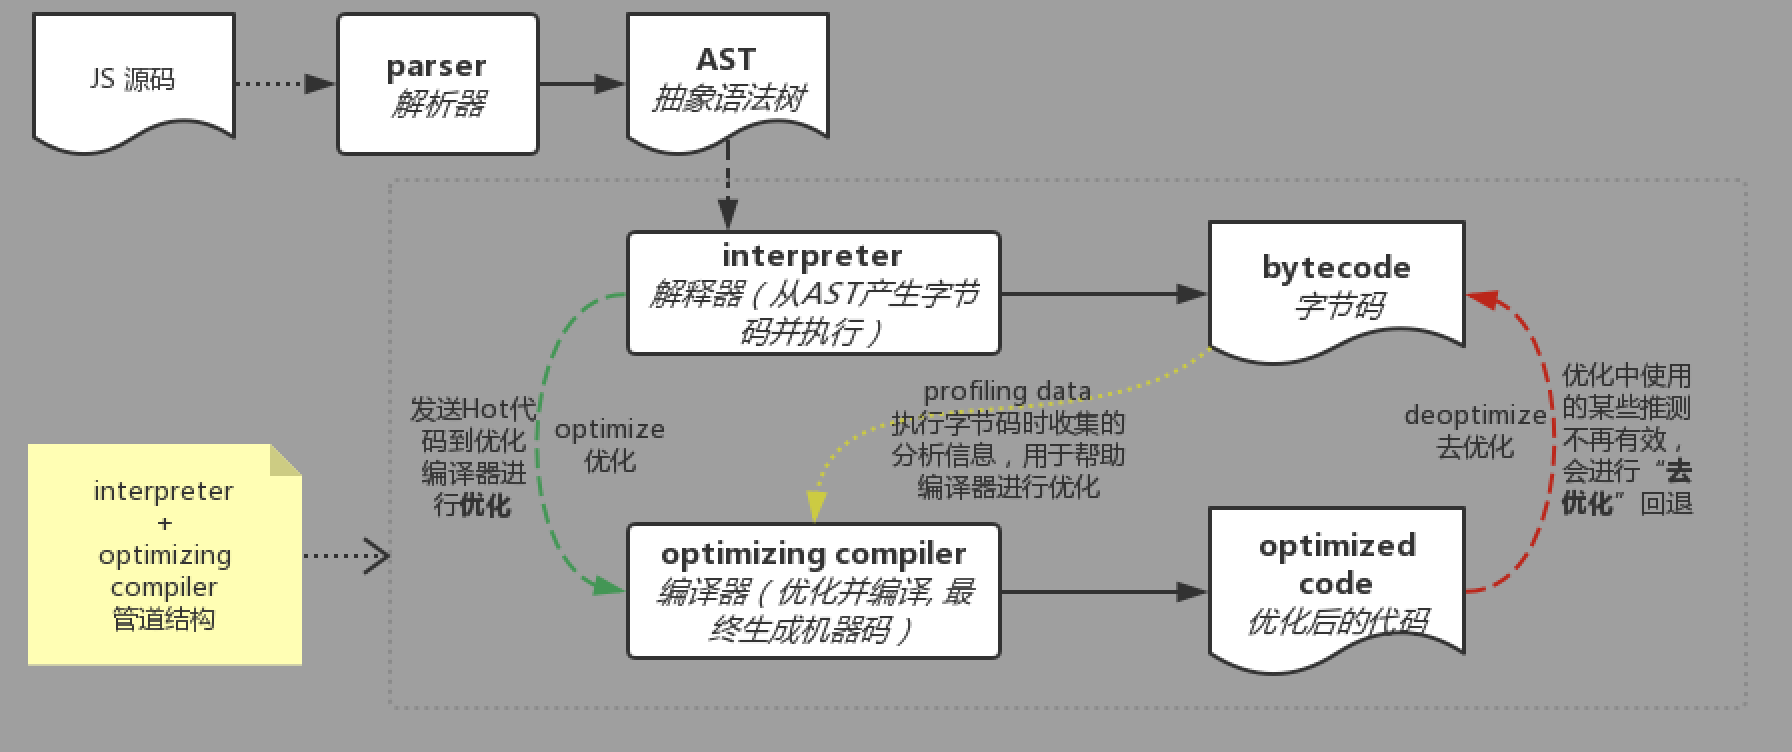 JS 源码
parser
解析器
AST
抽象语法树
interpreter
解释器（从AST产生字节
码并执行）
bytecode
字节码
发送Hot代
码到优化
编译器进
行优化
optimize
优化
profiling data
执行字节码时收集的
分析信息，用于帮助
编译器进行优化
deoptimize
去优化
优化中使用
的某些推测
不再有效，
会进行“去
优化”回退
interpreter
+
optimizing
compiler
管道结构
optimizing compiler
编译器（优化并编译, 最
终生成机器码）
optimized
code
优化后的代码